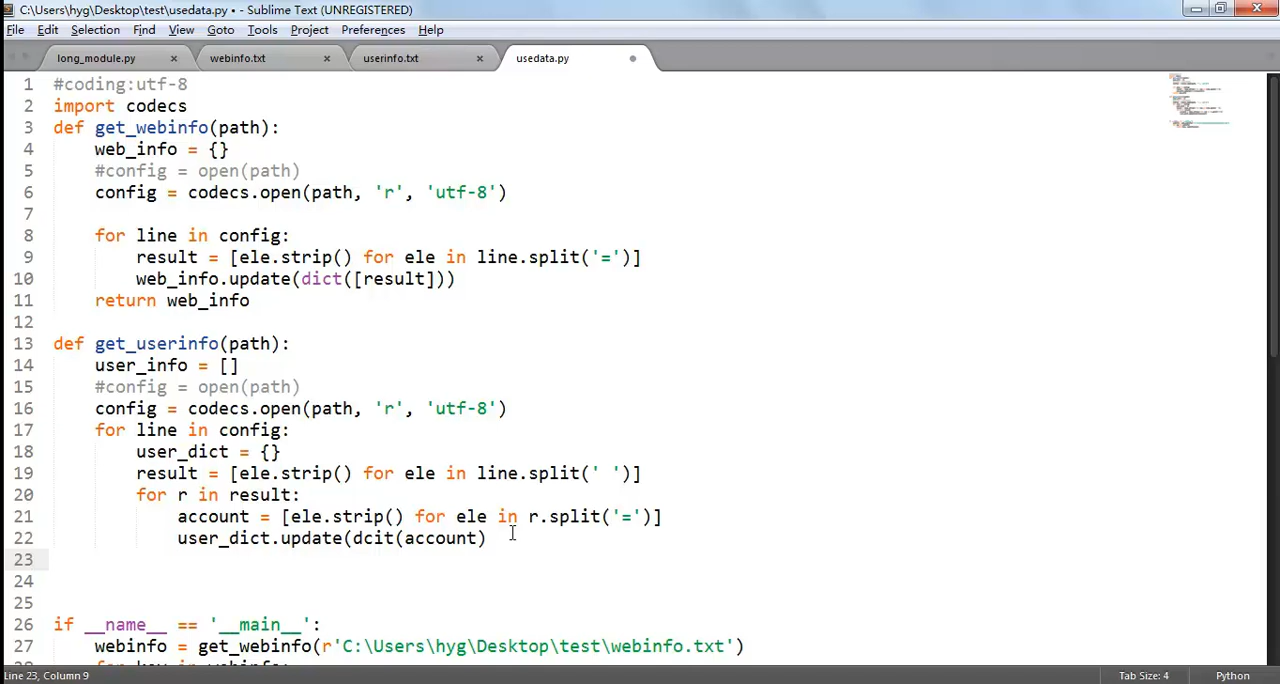 C:\Users\hyg\Desktop\test\usedata.py • - Sublime Text (UNREGISTERED)
File Edit Selection Find View Goto Tools Project Preferences Help
long_module.py webinfo.txt userinfo.txt usedata.py
1 #coding:utf-8
2 import codecs
3 def get_webinfo(path):
4 web_info = {}
5 #config = open(path)
6 config = codecs.open(path, 'r', 'utf-8')
7
8 for line in config:
9 result = [ele.strip() for ele in line.split('=')]
10 web_info.update(dict([result]))
11 return web_info
12
13 def get_userinfo(path):
14 user_info = []
15 #config = open(path)
16 config = codecs.open(path, 'r', 'utf-8')
17 for line in config:
18 user_dict = {}
19 result = [ele.strip() for ele in line.split(' ')]
20 for r in result:
21 account = [ele.strip() for ele in r.split('=')]
22 user_dict.update(dcit(account)
23
24
25
26 if __name__ == '__main__':
27 webinfo = get_webinfo(r'C:\Users\hyg\Desktop\test\webinfo.txt')
Line 23, Column 9 Tab Size: 4 Python